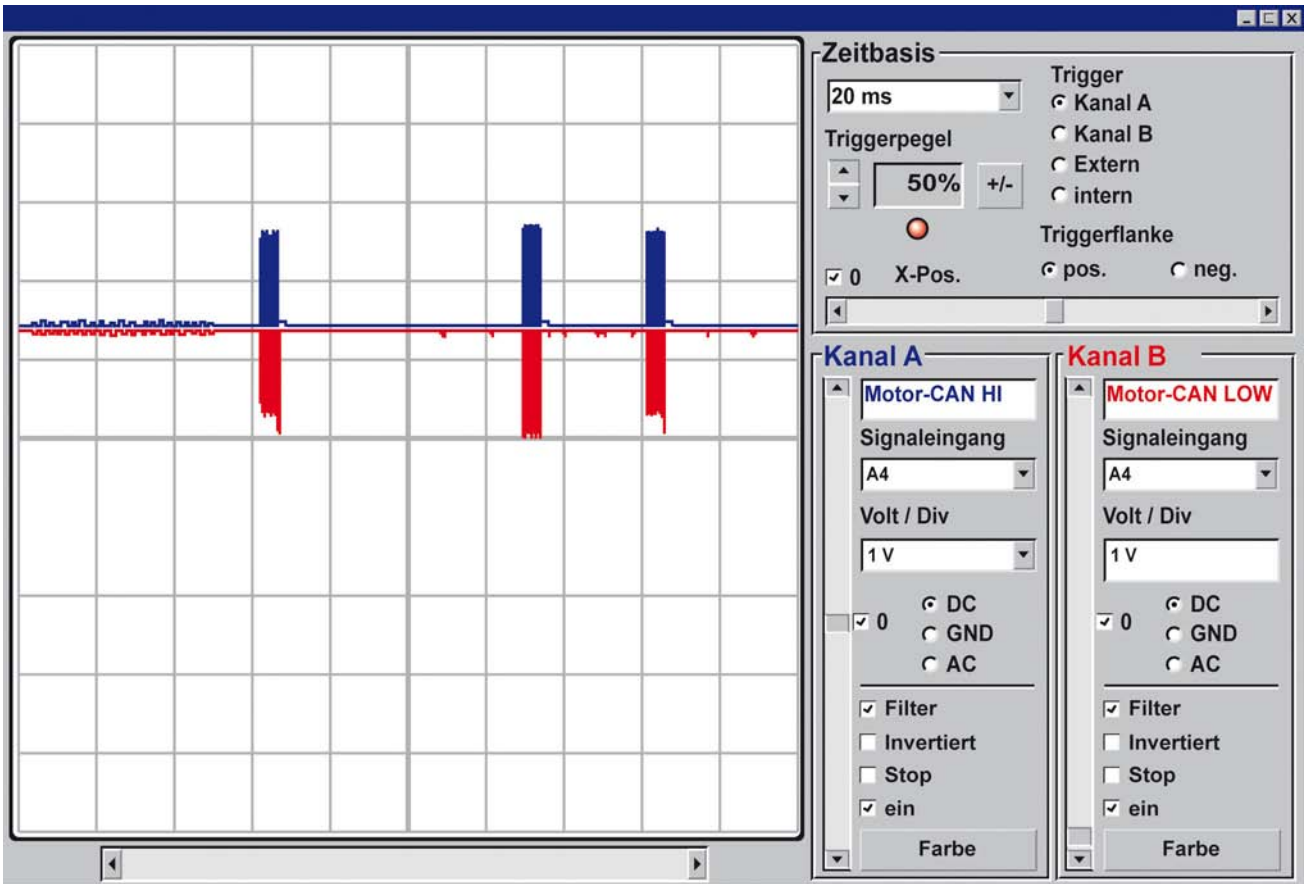 Zeitbasis
20 ms
Trigger
Kanal A
Kanal B
Extern
intern
Triggerpegel
50%
+/-
Triggerflanke
0
X-Pos.
pos.
neg.
Kanal A
Motor-CAN HI
Signaleingang
A4
Volt / Div
1 V
0
DC
GND
AC
Filter
Invertiert
Stop
ein
Farbe
Kanal B
Motor-CAN LOW
Signaleingang
A4
Volt / Div
1 V
0
DC
GND
AC
Filter
Invertiert
Stop
ein
Farbe